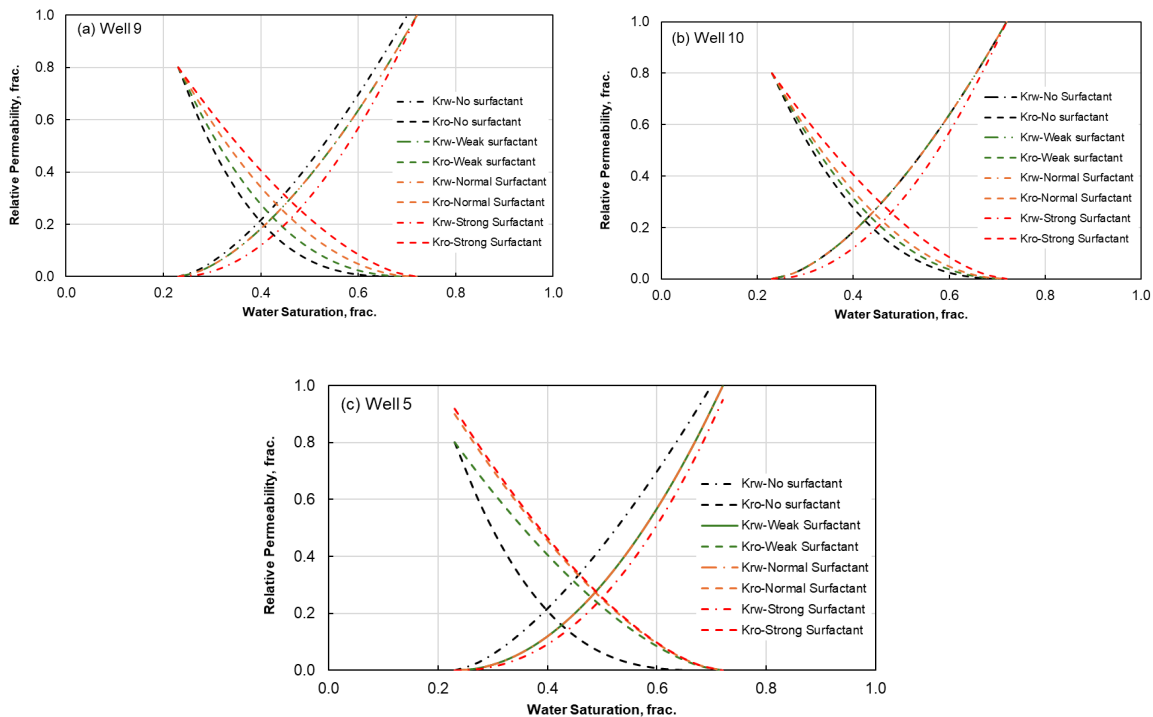 (a) Well 9
Relative Permeability, frac.
1.0
0.8
0.6
0.4
0.2
0.0
0.0 0.2 0.4 0.6 0.8 1.0
Water Saturation, frac.
Krw-No surfactant
Kro-No surfactant
Krw-Weak surfactant
Kro-Weak surfactant
Krw-Normal Surfactant
Kro-Normal Surfactant
Krw-Strong Surfactant
Kro-Strong Surfactant
(b) Well 10
Relative Permeability, frac.
1.0
0.8
0.6
0.4
0.2
0.0
0.0 0.2 0.4 0.6 0.8 1.0
Water Saturation, frac.
Krw-No Surfactant
Kro-No Surfactant
Krw-Weak surfactant
Kro-Weak surfactant
Krw-Normal Surfactant
Kro-Normal Surfactant
Krw-Strong Surfactant
Kro-Strong Surfactant
(c) Well 5
Relative Permeability, frac.
1.0
0.8
0.6
0.4
0.2
0.0
0.0 0.2 0.4 0.6 0.8 1.0
Water Saturation, frac.
Krw-No surfactant
Kro-No surfactant
Krw-Weak Surfactant
Kro-Weak Surfactant
Krw-Normal Surfactant
Kro-Normal Surfactant
Krw-Strong Surfactant
Kro-Strong Surfactant